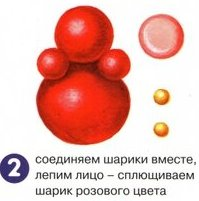 2 соединяем шарики вместе,
лепим лицо – сплющиваем
шарик розового цвета